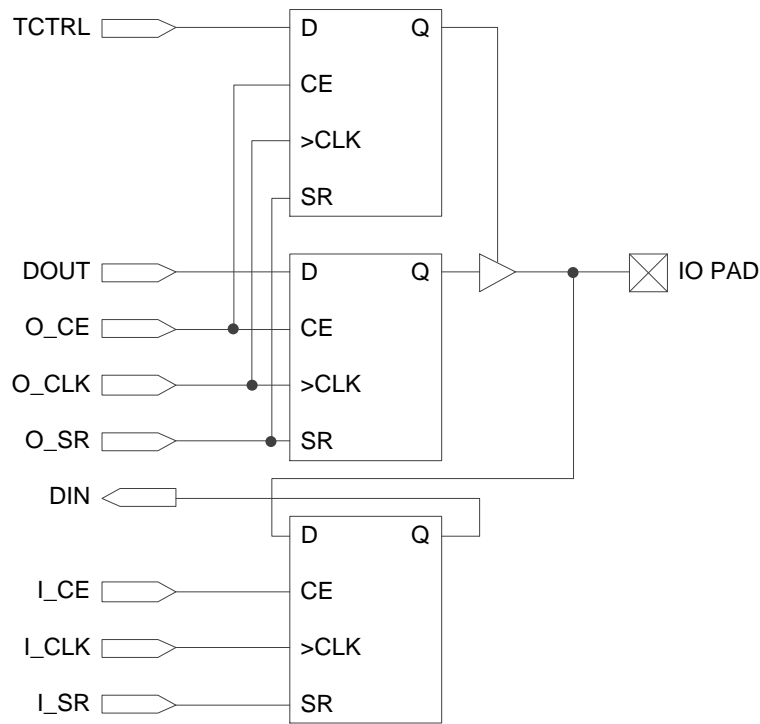 TCTRL D Q
CE
>CLK
SR
DOUT D Q IO PAD
O_CE CE
O_CLK >CLK
O_SR SR
DIN
D Q
I_CE CE
I_CLK >CLK
I_SR SR